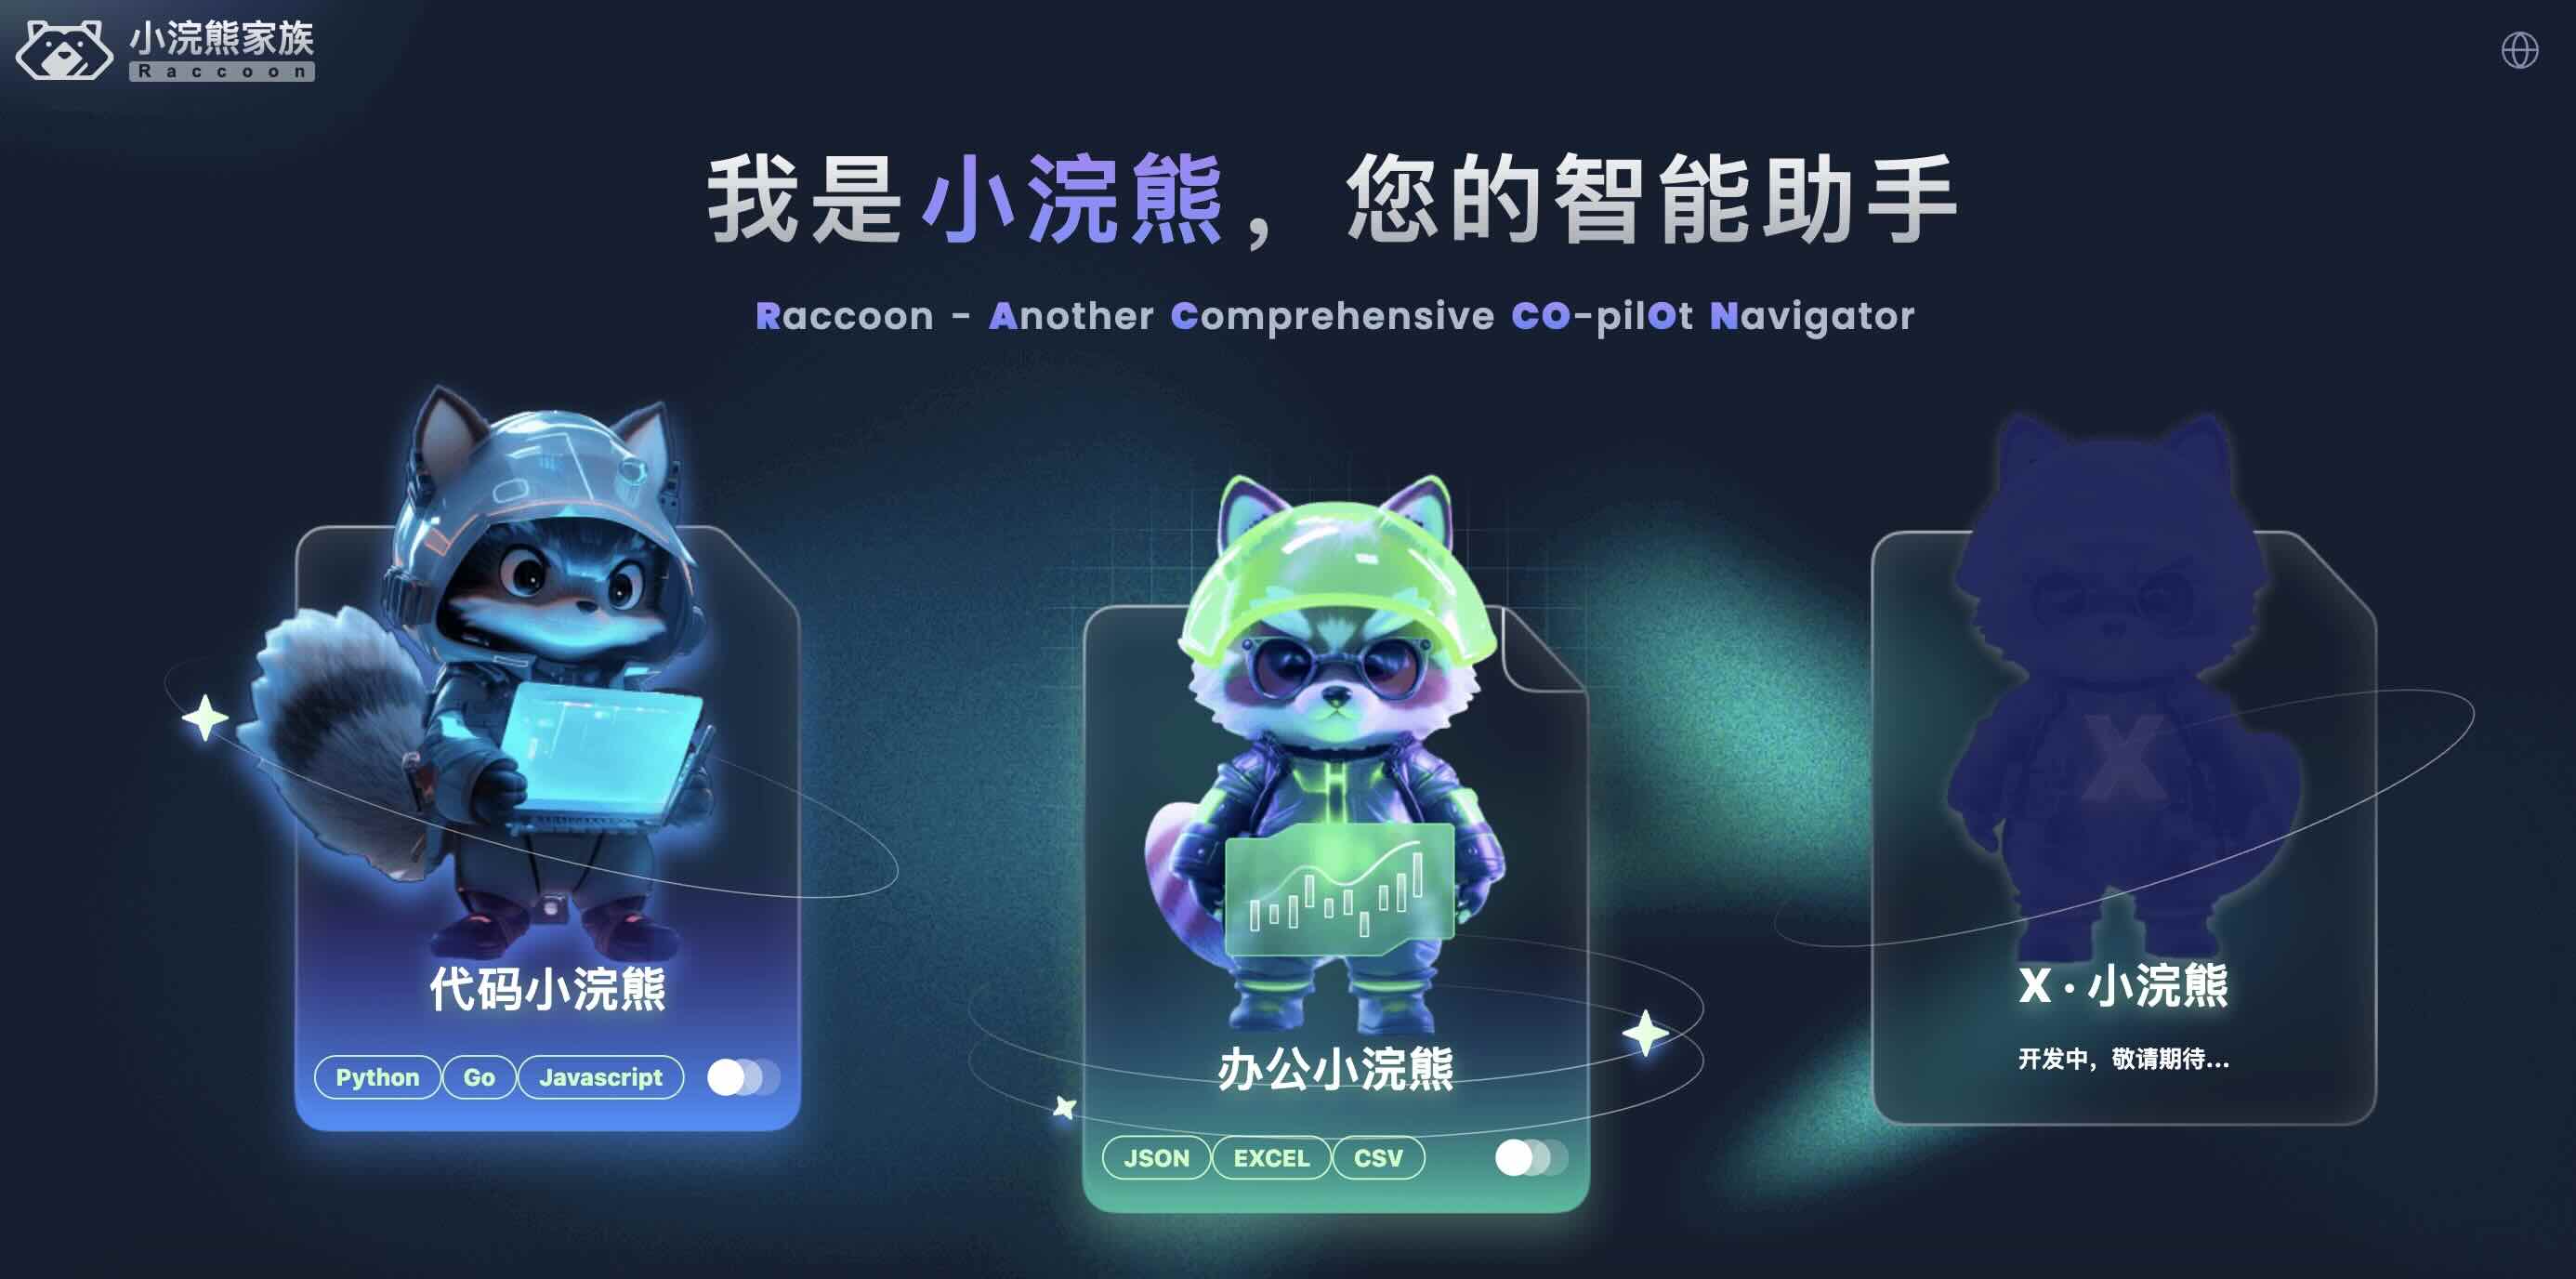 小浣熊家族
Raccoon
我是小浣熊，您的智能助手
Raccoon - Another Comprehensive CO-pilOt Navigator
X
代码小浣熊
Python Go Javascript
办公小浣熊
JSON EXCEL CSV
X · 小浣熊
开发中，敬请期待...